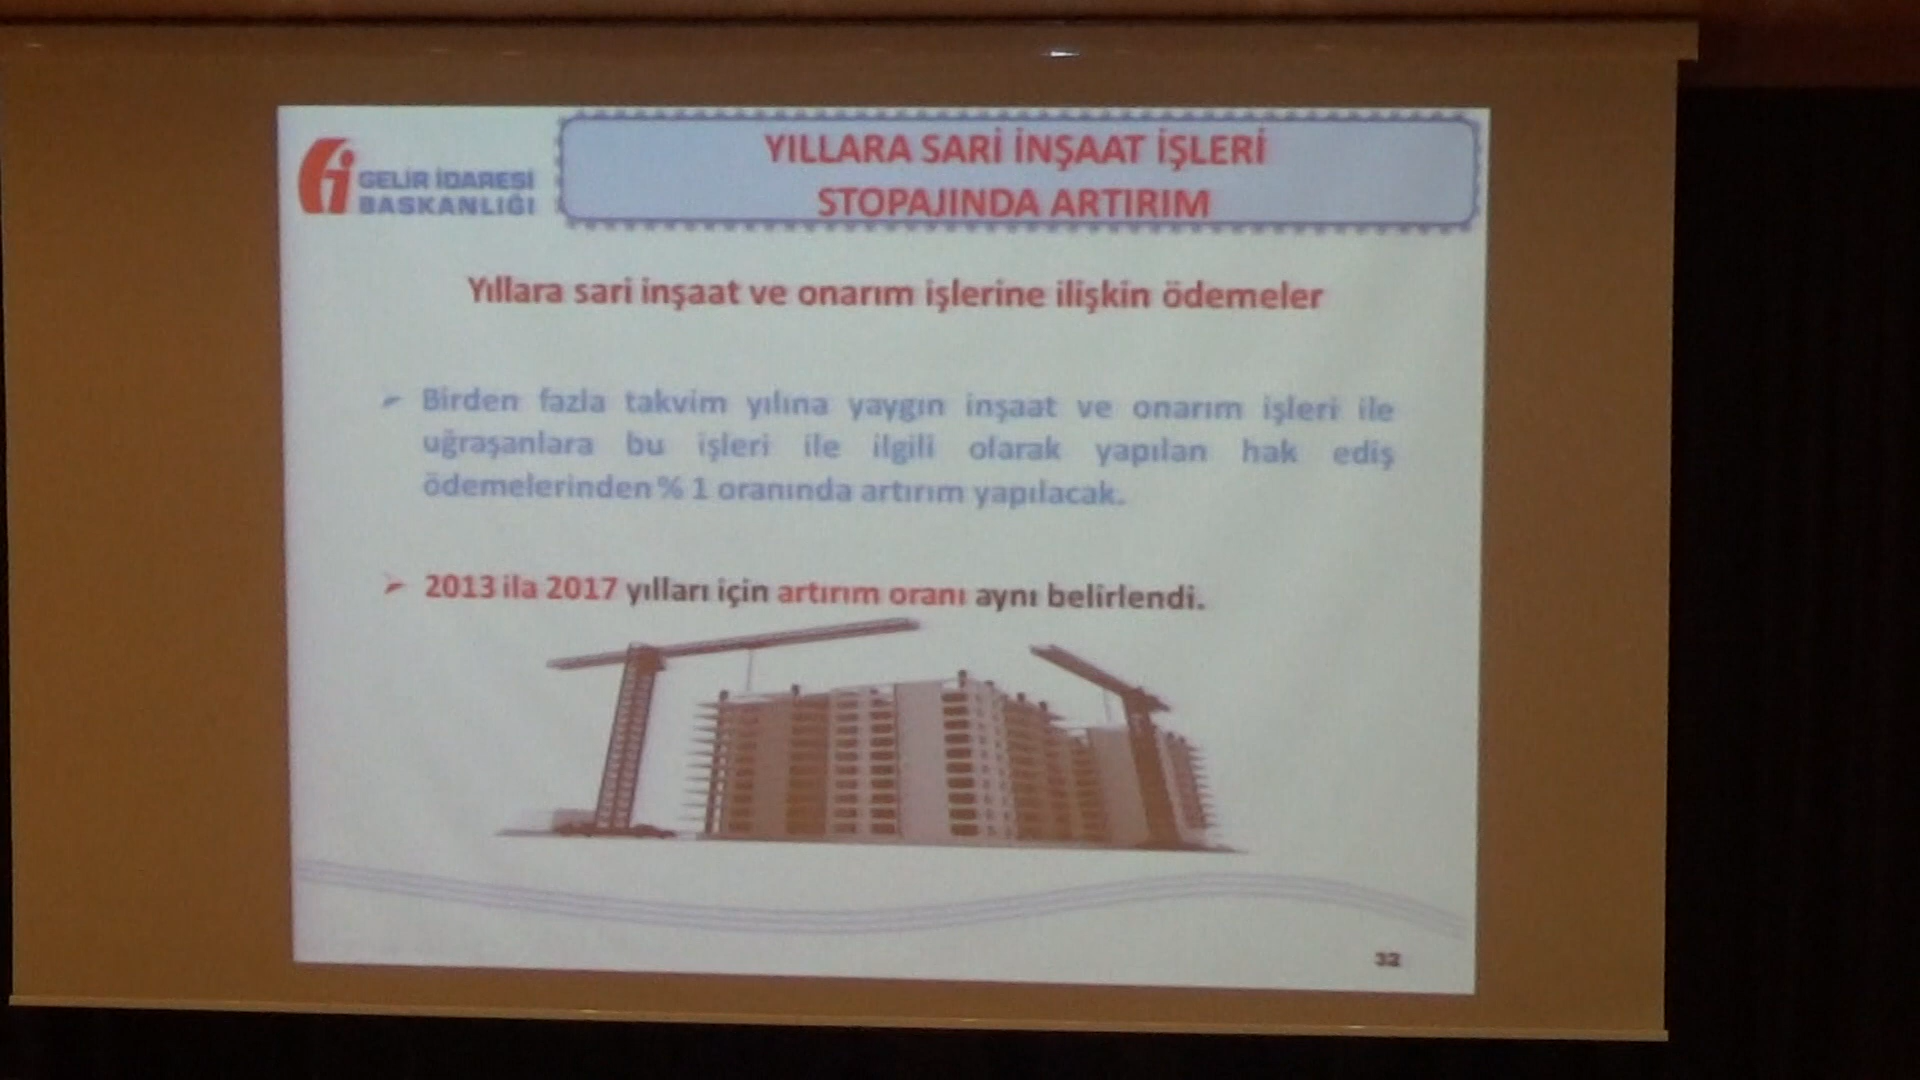 GELİR İDARESİ
BAŞKANLIĞI
YILLARA SARİ İNŞAAT İŞLERİ
STOPAJINDA ARTIRIM
Yıllara sari inşaat ve onarım işlerine ilişkin ödemeler
➢ Birden fazla takvim yılına yaygın inşaat ve onarım işleri ile
uğraşanlara bu işleri ile ilgili olarak yapılan hak ediş
ödemelerinden % 1 oranında artırım yapılacak.
➢ 2013 ila 2017 yılları için artırım oranı aynı belirlendi.
32